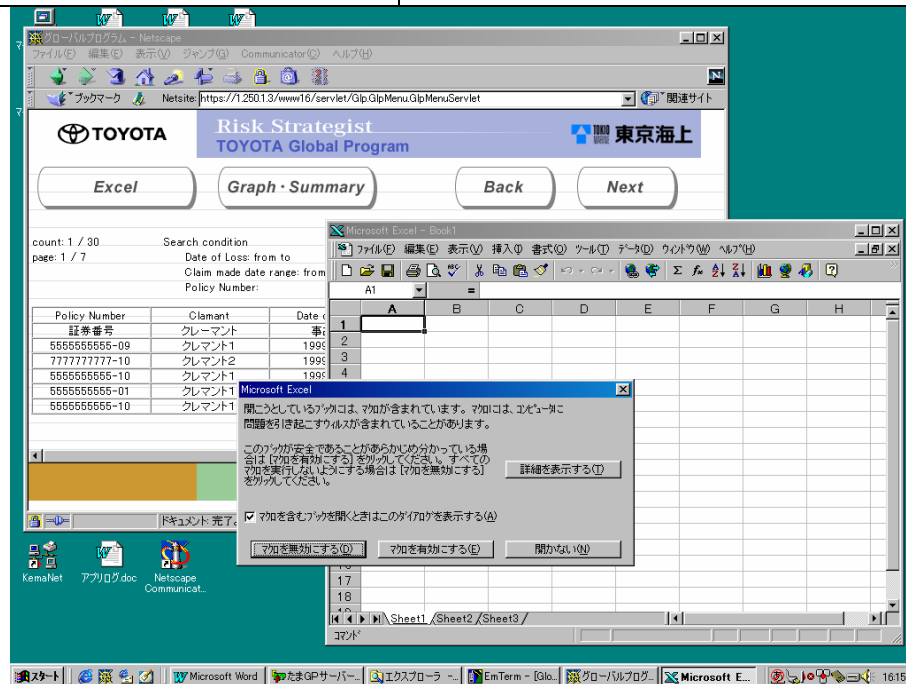 グローバルプログラム - Netscape
ファイル(F) 編集(E) 表示(V) ジャンプ(G) Communicator(C) ヘルプ(H)
ブックマーク Netsite: https://1.250.1.3/www16/servlet/Glp.GlpMenu.GlpMenuServlet 関連サイト
TOYOTA
Risk Strategist
TOYOTA Global Program
東京海上
Excel Graph・Summary Back Next
count: 1 / 30 Search condition
page: 1 / 7 Date of Loss: from to
Claim made date range: from
Policy Number:
Policy Number Clamant Date
証券番号 クレーマント
5555555555-09 クレマント1 1999
7777777777-10 クレマント2 1999
5555555555-10 クレマント1 1999
5555555555-01 クレマント1
5555555555-10 クレマント1
ドキュメント: 完了。
Microsoft Excel - Book1
ファイル(F) 編集(E) 表示(V) 挿入(I) 書式(O) ツール(T) データ(D) ウィンドウ(W) ヘルプ(H)
A1 =
A B C D E F G H
1
2
3
4
Microsoft Excel
開こうとしているブックには、マクロが含まれています。マクロには、コンピュータに
問題を引き起こすウィルスが含まれていることがあります。
このブックが安全であることがあらかじめ分かっている場
合は [マクロを有効にする] をクリックしてください。すべての
マクロを実行しないようにする場合は [マクロを無効にする]
をクリックしてください。
詳細を表示する(T)
マクロを含むブックを開くときはこのダイアログを表示する(A)
マクロを無効にする(D) マクロを有効にする(E) 開かない(N)
17
18
Sheet1 Sheet2 Sheet3
コマンド
KemaNet アプリログ.doc Netscape
Communicat...
スタート Microsoft Word たまGPサーバー... エクスプローラ -... EmTerm - [Glo... グローバルプログ... Microsoft E... 16:15